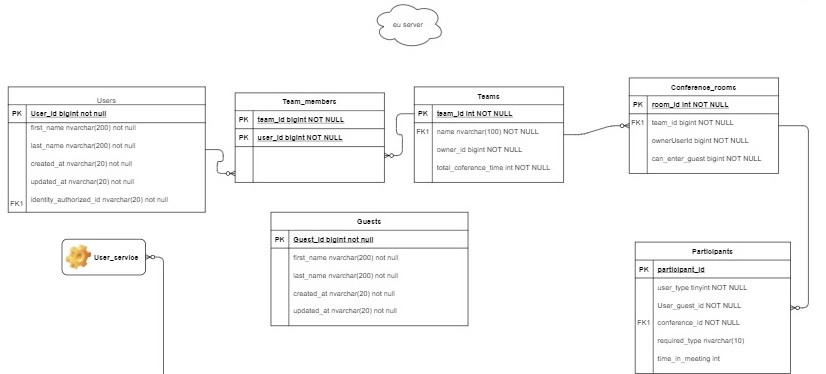 eu server
Users
PK User_id bigint not null
first_name nvarchar(200) not null
last_name nvarchar(200) not null
created_at nvarchar(20) not null
updated_at nvarchar(20) not null
FK1 identity_authorized_id nvarchar(20) not null
Team_members
PK team_id bigint NOT NULL
PK user_id bigint NOT NULL
Teams
PK team_id int NOT NULL
FK1 name nvarchar(100) NOT NULL
owner_id bigint NOT NULL
total_coference_time int NOT NULL
Conference_rooms
PK room_id int NOT NULL
FK1 team_id bigint NOT NULL
ownerUserId bigint NOT NULL
can_enter_guest bigint NOT NULL
Guests
PK Guest_id bigint not null
first_name nvarchar(200) not null
last_name nvarchar(200) not null
created_at nvarchar(20) not null
updated_at nvarchar(20) not null
User_service
Participants
PK participant_id
user_type tinyint NOT NULL
User_guest_id NOT NULL
FK1 conference_id NOT NULL
required_type nvarchar(10)
time_in_meeting int